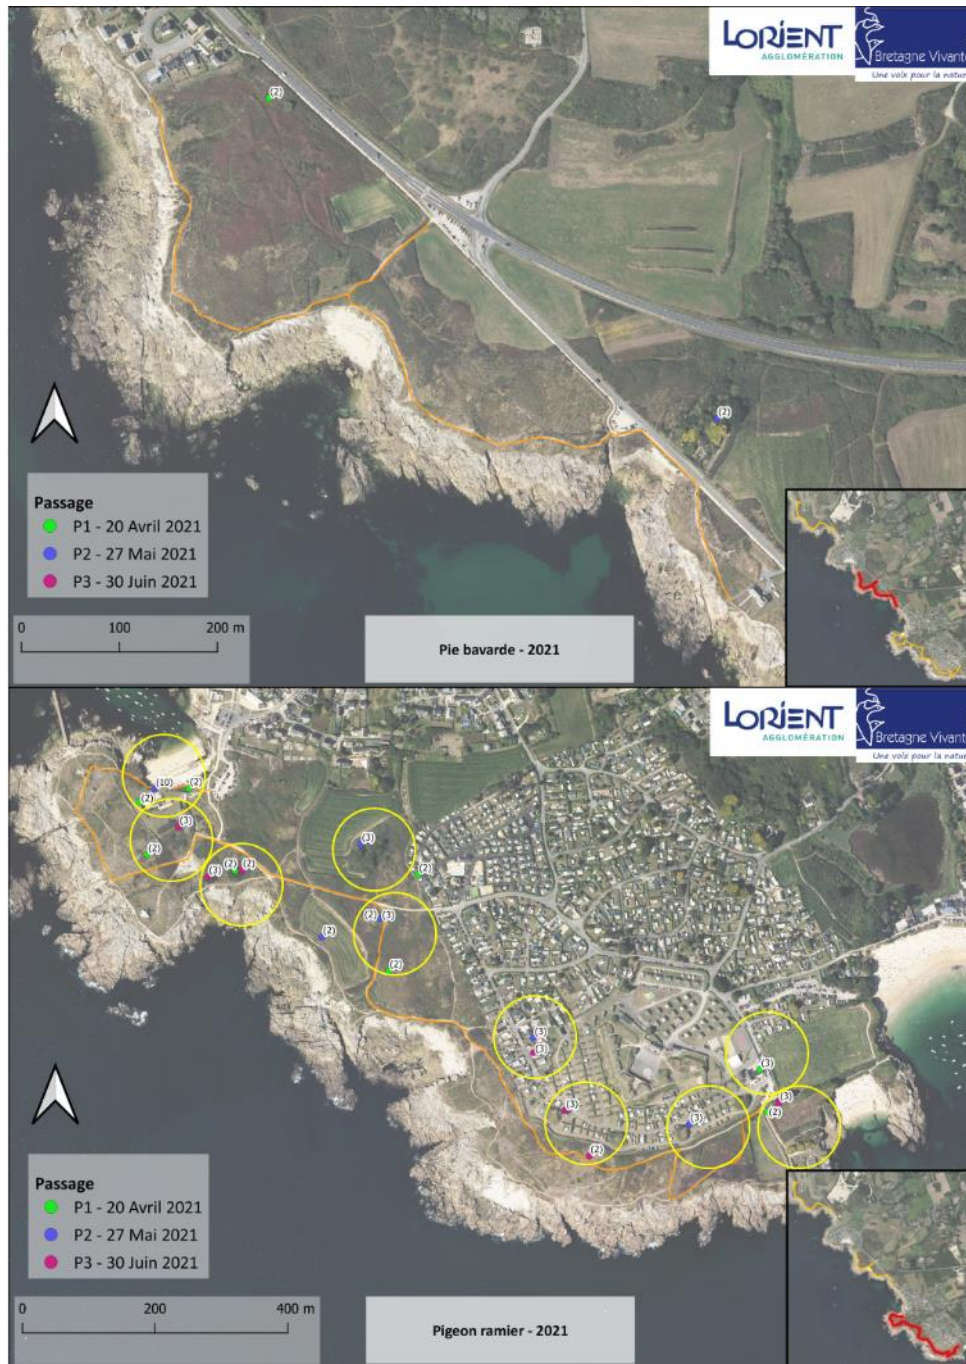 LORIENT
AGGLOMÉRATION
Bretagne Vivante
Une voix pour la nature
(2)
(2)
Passage
P1 - 20 Avril 2021
P2 - 27 Mai 2021
P3 - 30 Juin 2021
0 100 200 m
Pie bavarde - 2021
LORIENT
AGGLOMÉRATION
Bretagne Vivante
Une voix pour la nature
(10) (2)
(2)
(3)
(3)
(2)
(2) (2)
(3)
(2)
(2) (3)
(2)
(2)
(3)
(3)
(3)
(3)
(3)
(3)
(2)
(2)
Passage
P1 - 20 Avril 2021
P2 - 27 Mai 2021
P3 - 30 Juin 2021
0 200 400 m
Pigeon ramier - 2021